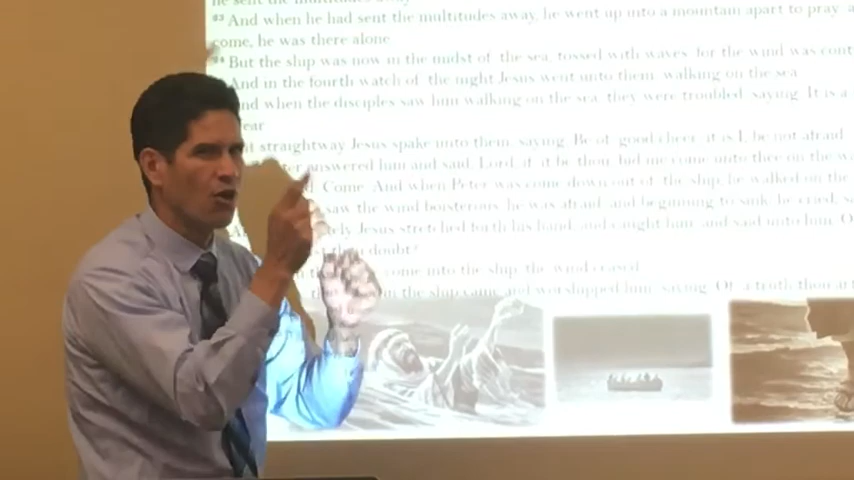 he sent the multitudes away
23 And when he had sent the multitudes away, he went up into a mountain apart to pray
come, he was there alone
24 But the ship was now in the midst of the sea, tossed with waves: for the wind was cont
And in the fourth watch of the night Jesus went unto them, walking on the sea
nd when the disciples saw him walking on the sea, they were troubled, saying, It is a
ear
straightway Jesus spake unto them, saying, Be of good cheer; it is I; be not afraid
ter answered him and said, Lord, if it be thou, bid me come unto thee on the wa
Come. And when Peter was come down out of the ship, he walked on the
saw the wind boisterous, he was afraid; and beginning to sink, he cried, s
ely Jesus stretched forth his hand, and caught him, and said unto him, O
doubt?
come into the ship, the wind ceased
in the ship came and worshipped him, saying, Of a truth thou art